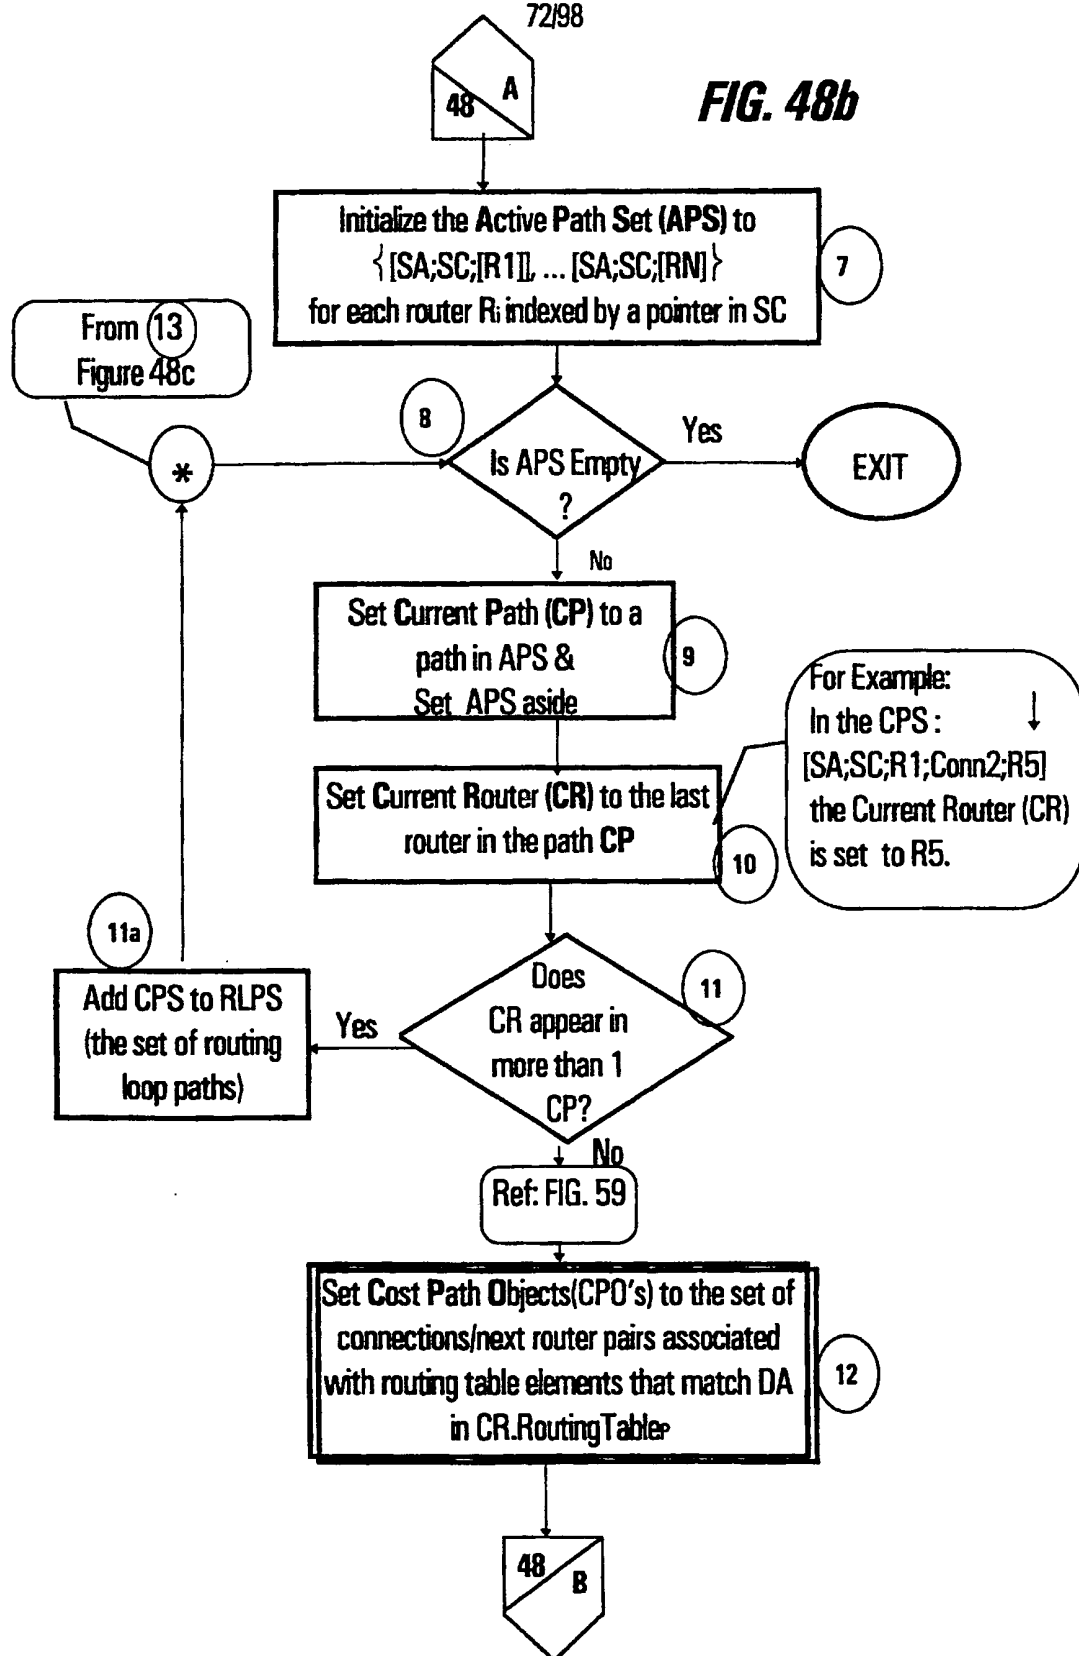 72/98
48 A
FIG. 48b
Initialize the Active Path Set (APS) to
{[SA;SC;[R1]], ... [SA;SC;[RN]}
for each router Ri indexed by a pointer in SC
7
From 13
Figure 48c
8
Is APS Empty
?
Yes
EXIT
*
No
Set Current Path (CP) to a
path in APS &
Set APS aside
9
For Example:
In the CPS :
[SA;SC;R1;Conn2;R5]
the Current Router (CR)
is set to R5.
Set Current Router (CR) to the last
router in the path CP
10
11a
Add CPS to RLPS
(the set of routing
loop paths)
Yes
Does
CR appear in
more than 1
CP?
11
No
Ref: FIG. 59
Set Cost Path Objects(CPO's) to the set of
connections/next router pairs associated
with routing table elements that match DA
in CR.RoutingTableP
12
48 B